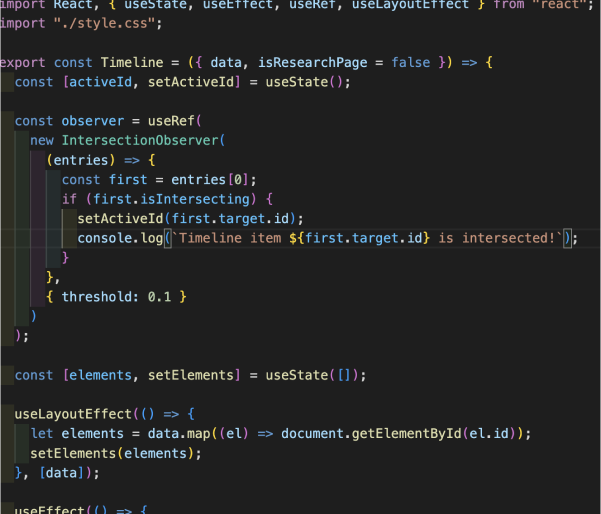 import React, { useState, useEffect, useRef, useLayoutEffect } from "react";
import "./style.css";
export const Timeline = ({ data, isResearchPage = false }) => {
const [activeId, setActiveId] = useState();
const observer = useRef(
new IntersectionObserver(
(entries) => {
const first = entries[0];
if (first.isIntersecting) {
setActiveId(first.target.id);
console.log(`Timeline item ${first.target.id} is intersected!`);
}
},
{ threshold: 0.1 }
)
);
const [elements, setElements] = useState([]);
useLayoutEffect(() => {
let elements = data.map((el) => document.getElementById(el.id));
setElements(elements);
}, [data]);
useEffect(() => {